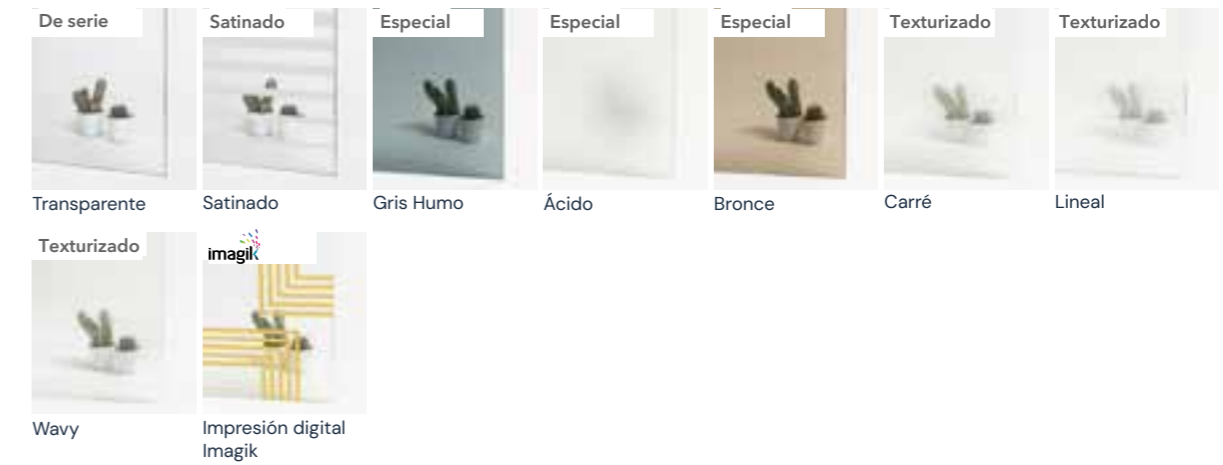 De serie
Satinado
Especial
Especial
Especial
Texturizado
Texturizado
Transparente
Satinado
Gris Humo
Ácido
Bronce
Carré
Lineal
Texturizado
imagik
Wavy
Impresión digital
Imagik